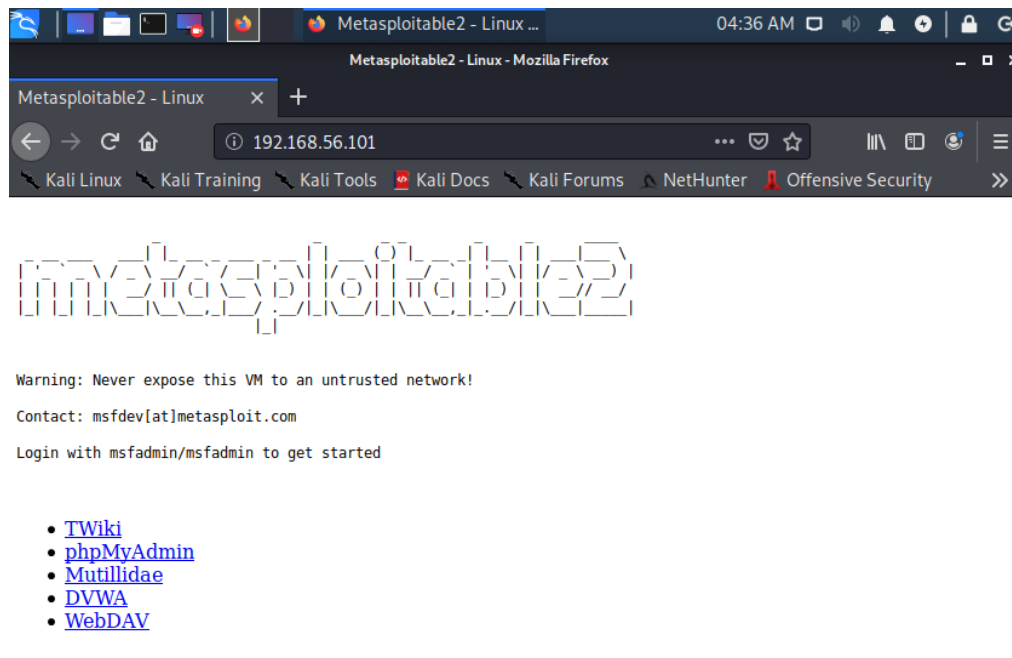 Metasploitable2 - Linux ...
04:36 AM
Metasploitable2 - Linux - Mozilla Firefox
Metasploitable2 - Linux
192.168.56.101
Kali Linux Kali Training Kali Tools Kali Docs Kali Forums NetHunter Offensive Security
metasploitable2
Warning: Never expose this VM to an untrusted network!
Contact: msfdev[at]metasploit.com
Login with msfadmin/msfadmin to get started
TWiki
phpMyAdmin
Mutillidae
DVWA
WebDAV